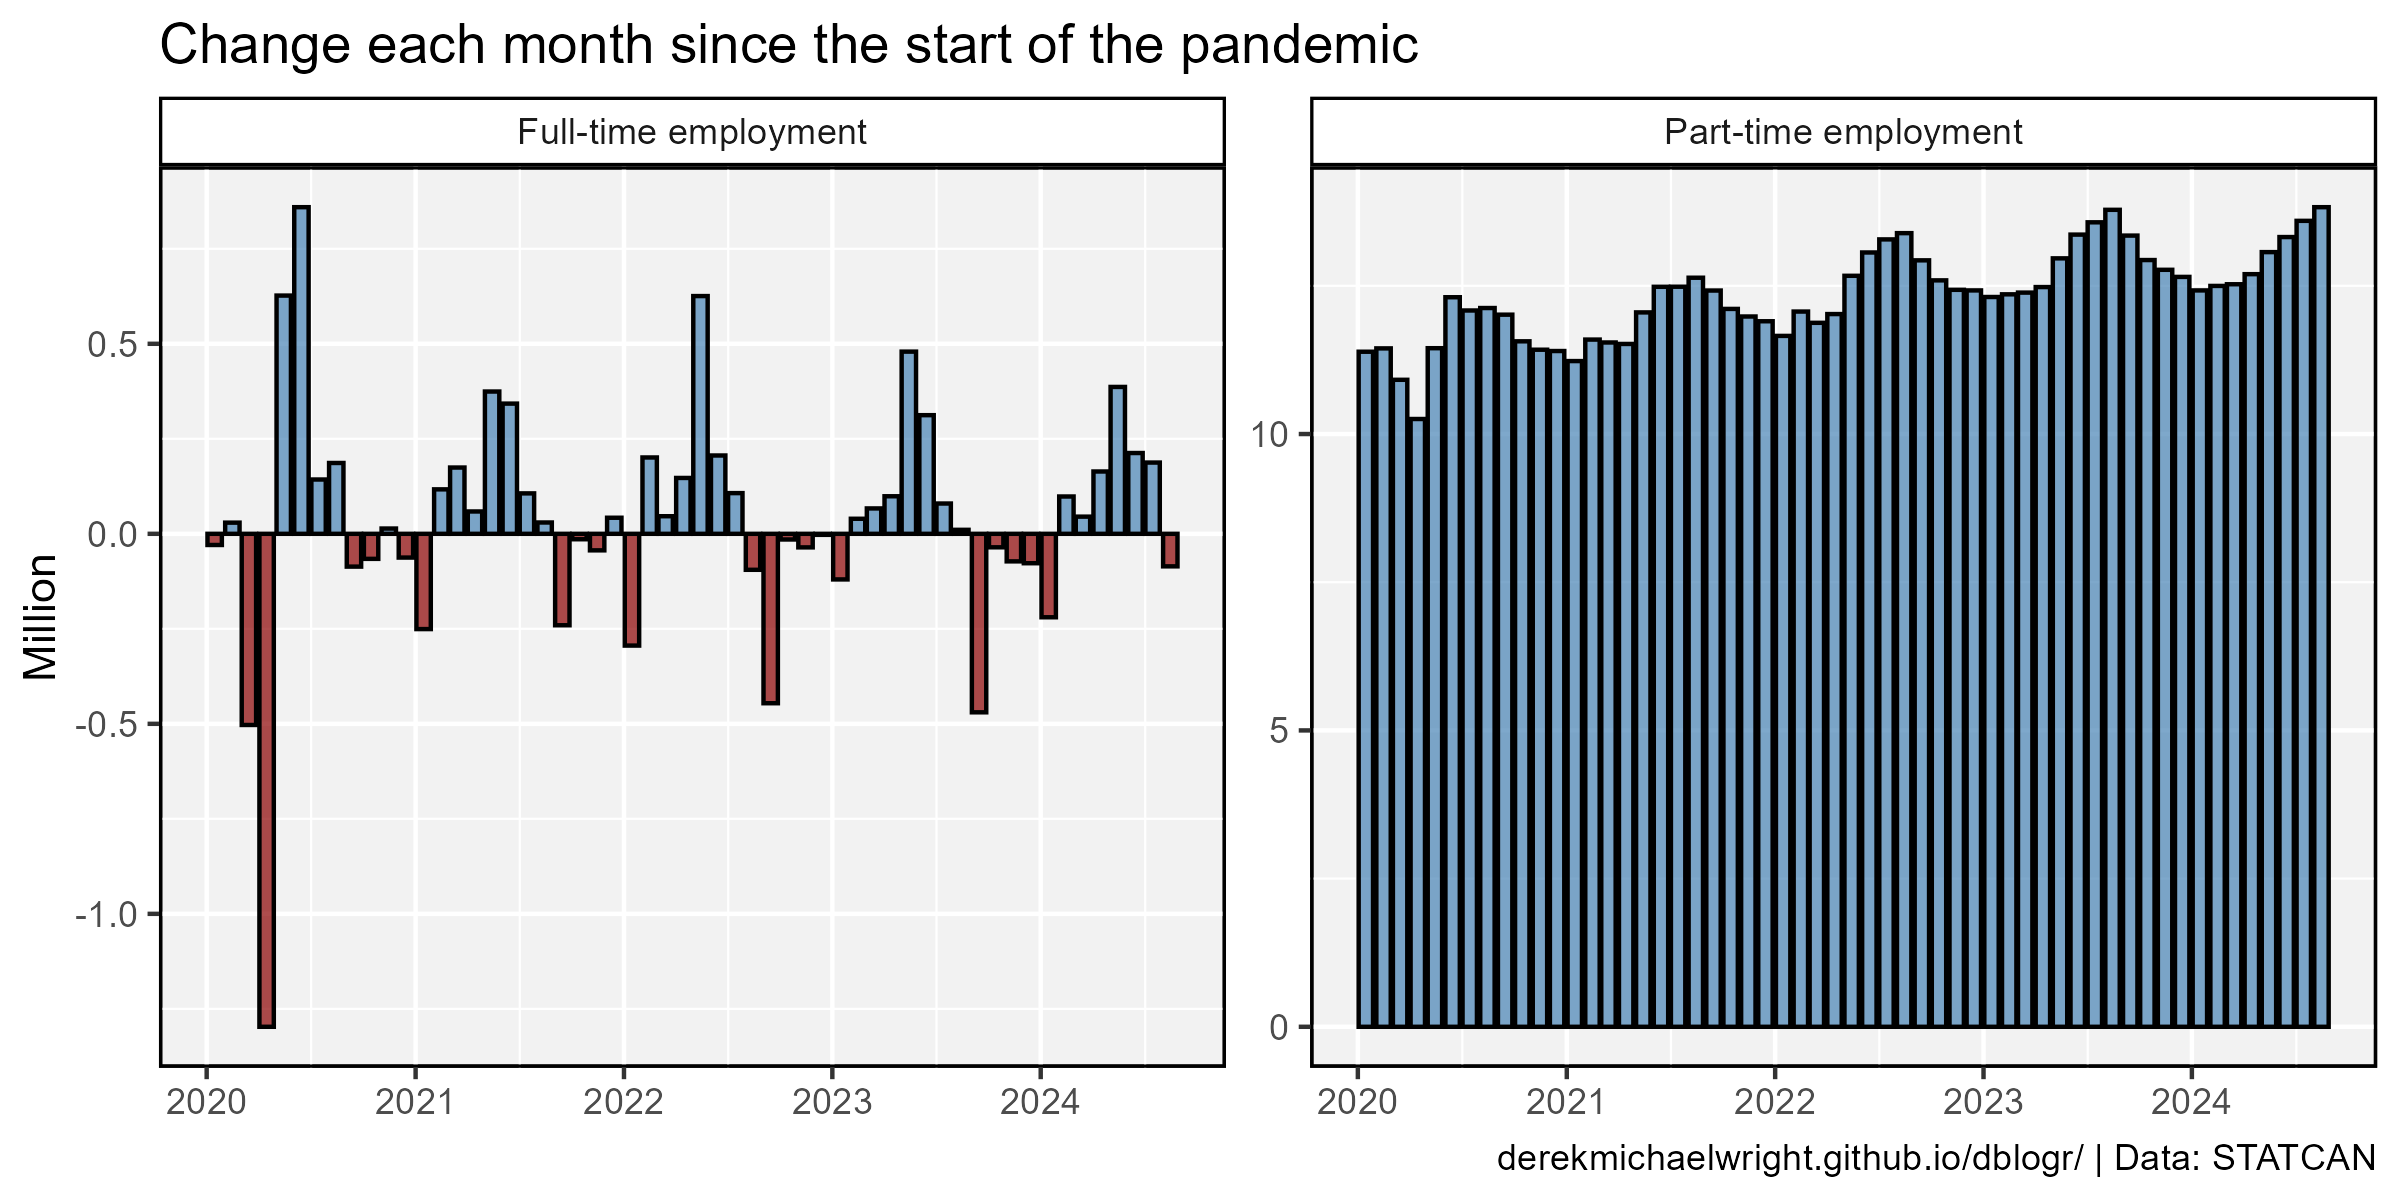 Change each month since the start of the pandemic
Full-time employment
Part-time employment
Million
0.5
0.0
-0.5
-1.0
10
5
0
2020 2021 2022 2023 2024
2020 2021 2022 2023 2024
derekmichaelwright.github.io/dblogr/ | Data: STATCAN